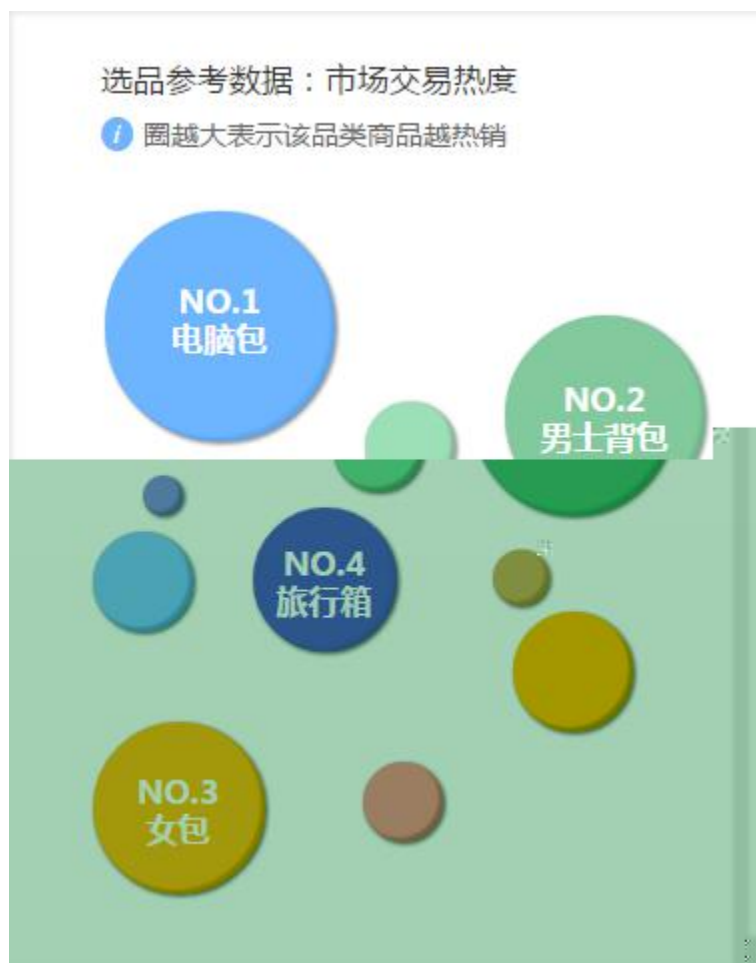 选品参考数据：市场交易热度
i 圈越大表示该品类商品越热销
NO.1
电脑包
NO.2
男士背包
NO.4
旅行箱
NO.3
女包